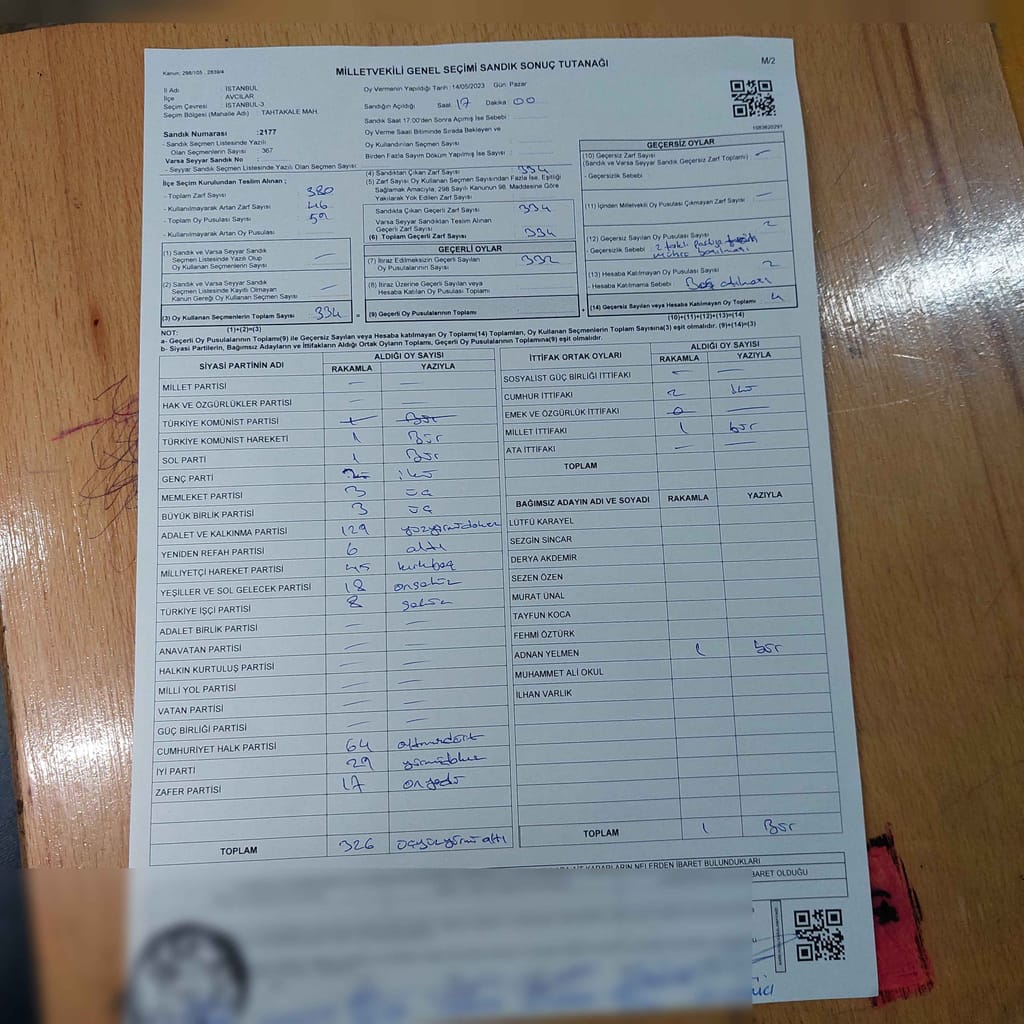 Kanun: 298/105 , 2839/4
MİLLETVEKİLİ GENEL SEÇİMİ SANDIK SONUÇ TUTANAĞI
M/2
İl Adı : İSTANBUL
İlçe : AVCILAR
Seçim Çevresi : İSTANBUL-3
Seçim Bölgesi (Mahalle Adı) : TAHTAKALE MAH.
Sandık Numarası : 2177
- Sandık Seçmen Listesinde Yazılı
Olan Seçmenlerin Sayısı : 367
Varsa Seyyar Sandık No :
- Seyyar Sandık Seçmen Listesinde Yazılı Olan Seçmen Sayısı:
Oy Vermenin Yapıldığı Tarih : 14/05/2023 Gün: Pazar
Sandığın Açıldığı Saat 17 Dakika 00
Sandık Saat 17.00'den Sonra Açımış İse Sebebi :
Oy Verme Saati Bitiminde Sırada Bekleyen ve
Oy Kullandırılan Seçmen Sayısı :
Birden Fazla Sayım Döküm Yapılmış İse Sayısı :
İlçe Seçim Kurulundan Teslim Alınan ;
- Toplam Zarf Sayısı : 380
- Kullanılmayarak Artan Zarf Sayısı : 46
- Toplam Oy Pusulası Sayısı :
- Kullanılmayarak Artan Oy Pusulası :
(1) Sandık ve Varsa Seyyar Sandık
Seçmen Listesinde Yazılı Olup
Oy Kullanan Seçmenlerin Sayısı —
(2) Sandık ve Varsa Seyyar Sandık
Seçmen Listesinde Kayıtlı Olmayan
Kanun Gereği Oy Kullanan Seçmen Sayısı —
(3) Oy Kullanan Seçmenlerin Toplam Sayısı 334 =
(4) Sandıktan Çıkan Zarf Sayısı : 334
(5) Zarf Sayısı Oy Kullanan Seçmen Sayısından Fazla İse, Eşitliği
Sağlamak Amacıyla; 298 Sayılı Kanunun 98. Maddesine Göre
Yakılarak Yok Edilen Zarf Sayısı :
Sandıkta Çıkan Geçerli Zarf Sayısı : 334
Varsa Seyyar Sandıktan Teslim Alınan
Geçerli Zarf Sayısı :
(6) Toplam Geçerli Zarf Sayısı : 334
GEÇERLİ OYLAR
(7) İtiraz Edilmeksizin Geçerli Sayılan
Oy Pusulalarının Sayısı : 332
(8) İtiraz Üzerine Geçerli Sayılan veya
Hesaba Katılan Oy Pusulası Toplamı
(9) Geçerli Oy Pusulalarının Toplamı +
1083620291
GEÇERSİZ OYLAR
(10) Geçersiz Zarf Sayısı —
(Sandık ve Varsa Seyyar Sandık Geçersiz Zarf Toplamı)
- Geçersizlik Sebebi :
(11) İçinden Milletvekili Oy Pusulası Çıkmayan Zarf Sayısı —
(12) Geçersiz Sayılan Oy Pusulası Sayısı 2
- Geçersizlik Sebebi 2 farklı Partiye
mühür basılması
(13) Hesaba Katılmayan Oy Pusulası Sayısı 2
- Hesaba Katılmama Sebebi : Boş atılması
(14) Geçersiz Sayılan veya Hesaba Katılmayan Oy Toplamı 4
(10)+(11)+(12)+(13)=(14)
NOT: (1)+(2)=(3)
a- Geçerli Oy Pusulaları Toplamı(9) ile Geçersiz Sayılan veya Hesaba katılmayan Oy Toplamı(14) Toplamları, Oy Kullanan Seçmenlerin Toplam Sayısına(3) eşit olmalıdır. (9)+(14)=(3)
b- Siyasi Partilerin, Bağımsız Adayların ve İttifakların Aldığı Oy Sayısı, Geçerli Oy Pusulalarının Toplamına(9) eşit olmalıdır.
SİYASİ PARTİNİN ADI ALDIĞI OY SAYISI
RAKAMLA YAZIYLA
MİLLET PARTİSİ — —
HAK VE ÖZGÜRLÜKLER PARTİSİ — —
TÜRKİYE KOMÜNİST PARTİSİ 1 Bir
TÜRKİYE KOMÜNİST HAREKETİ 1 Bir
SOL PARTİ 1 Bir
GENÇ PARTİ 2 iki
MEMLEKET PARTİSİ 3 üç
BÜYÜK BİRLİK PARTİSİ 3 üç
ADALET VE KALKINMA PARTİSİ 129 yüzyirmidokuz
YENİDEN REFAH PARTİSİ 6 altı
MİLLİYETÇİ HAREKET PARTİSİ 45 kırkbeş
YEŞİLLER VE SOL GELECEK PARTİSİ 18 onsekiz
TÜRKİYE İŞÇİ PARTİSİ 8 sekiz
ADALET BİRLİK PARTİSİ — —
ANAVATAN PARTİSİ — —
HALKIN KURTULUŞ PARTİSİ — —
MİLLİ YOL PARTİSİ — —
VATAN PARTİSİ — —
GÜÇ BİRLİĞİ PARTİSİ — —
CUMHURİYET HALK PARTİSİ 64 altmışdört
İYİ PARTİ 29 yirmidokuz
ZAFER PARTİSİ 17 onyedi
TOPLAM 326 üçyüzyirmi altı
İTTİFAK ORTAK OYLARI ALDIĞI OY SAYISI
RAKAMLA YAZIYLA
SOSYALİST GÜÇ BİRLİĞİ İTTİFAKI — —
CUMHUR İTTİFAKI 2 iki
EMEK VE ÖZGÜRLÜK İTTİFAKI —
MİLLET İTTİFAKI 1 bir
ATA İTTİFAKI — —
TOPLAM
BAĞIMSIZ ADAYIN ADI VE SOYADI RAKAMLA YAZIYLA
LÜTFÜ KARAYEL
SEZGİN SİNCAR
DERYA AKDEMİR
SEZEN ÖZEN
MURAT ÜNAL
TAYFUN KOCA
FEHMİ ÖZTÜRK
ADNAN YELMEN 1 bir
MUHAMMET ALİ OKUL
İLHAN VARLIK
TOPLAM 1 Bir
KARARLARIN NELERDEN İBARET BULUNDUKLARI
BARET OLDUĞU